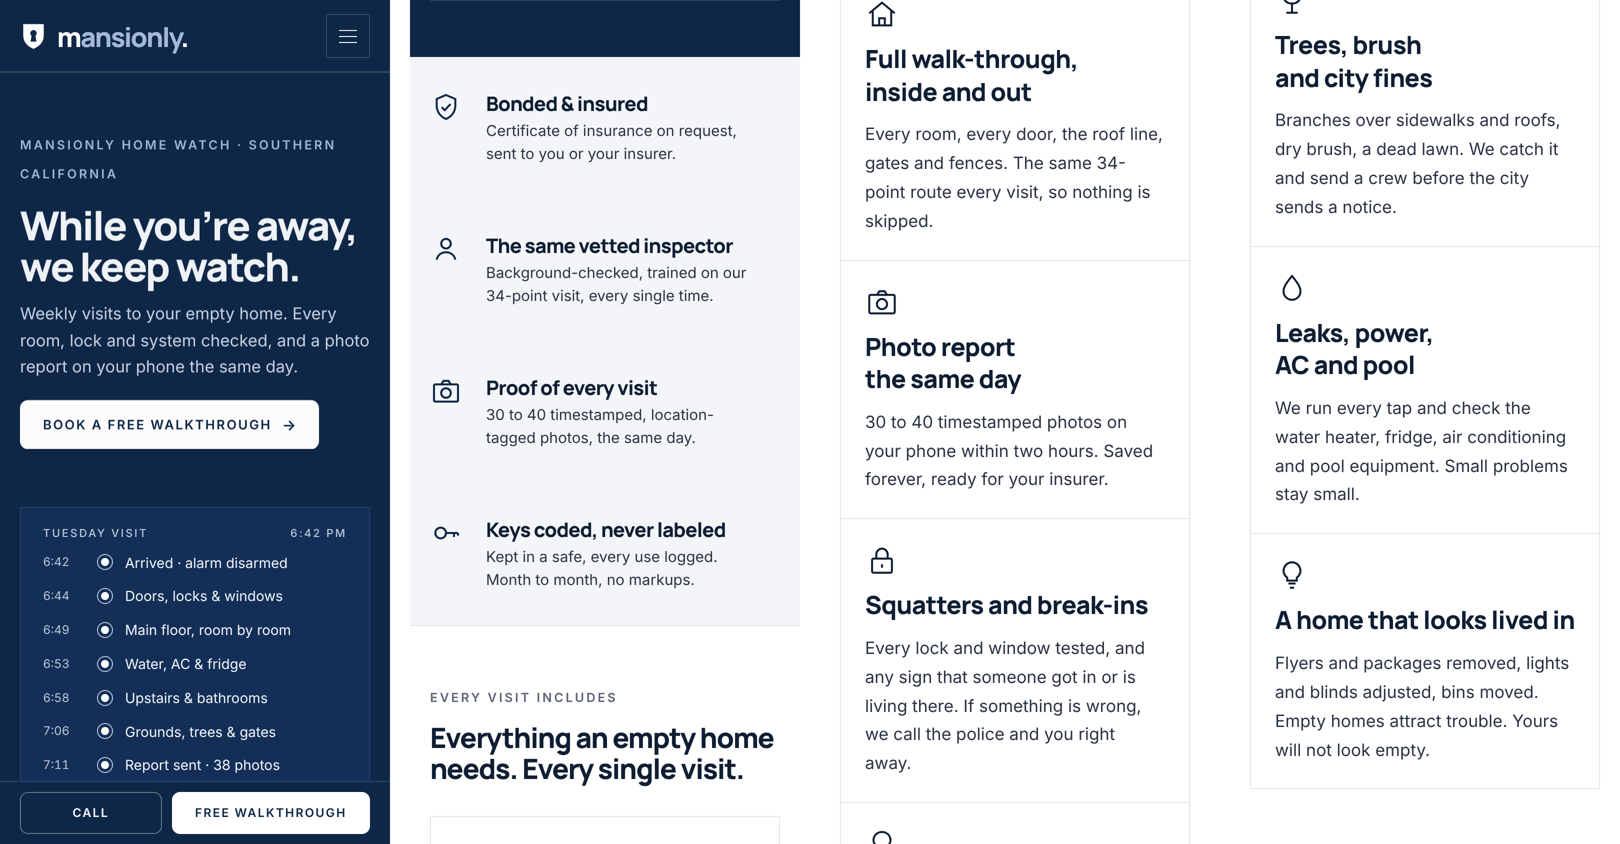 mansionly.
MANSIONLY HOME WATCH · SOUTHERN
CALIFORNIA
While you're away,
we keep watch.
Weekly visits to your empty home. Every
room, lock and system checked, and a photo
report on your phone the same day.
BOOK A FREE WALKTHROUGH →
TUESDAY VISIT 6:42 PM
6:42 Arrived · alarm disarmed
6:44 Doors, locks & windows
6:49 Main floor, room by room
6:53 Water, AC & fridge
6:58 Upstairs & bathrooms
7:06 Grounds, trees & gates
7:11 Report sent · 38 photos
CALL
FREE WALKTHROUGH
Bonded & insured
Certificate of insurance on request,
sent to you or your insurer.
The same vetted inspector
Background-checked, trained on our
34-point visit, every single time.
Proof of every visit
30 to 40 timestamped, location-
tagged photos, the same day.
Keys coded, never labeled
Kept in a safe, every use logged.
Month to month, no markups.
EVERY VISIT INCLUDES
Everything an empty home
needs. Every single visit.
Full walk-through,
inside and out
Every room, every door, the roof line,
gates and fences. The same 34-
point route every visit, so nothing is
skipped.
Photo report
the same day
30 to 40 timestamped photos on
your phone within two hours. Saved
forever, ready for your insurer.
Squatters and break-ins
Every lock and window tested, and
any sign that someone got in or is
living there. If something is wrong,
we call the police and you right
away.
Trees, brush
and city fines
Branches over sidewalks and roofs,
dry brush, a dead lawn. We catch it
and send a crew before the city
sends a notice.
Leaks, power,
AC and pool
We run every tap and check the
water heater, fridge, air conditioning
and pool equipment. Small problems
stay small.
A home that looks lived in
Flyers and packages removed, lights
and blinds adjusted, bins moved.
Empty homes attract trouble. Yours
will not look empty.